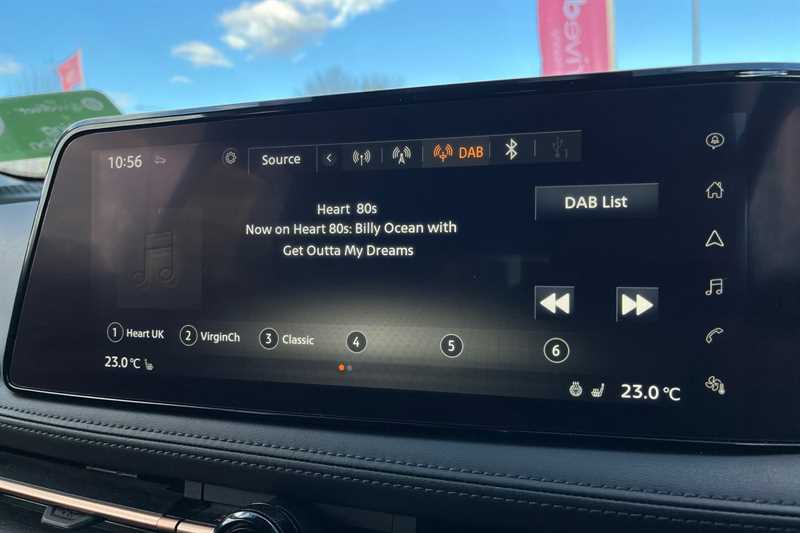 10:56
Source
DAB
Heart 80s
Now on Heart 80s: Billy Ocean with
Get Outta My Dreams
DAB List
1 Heart UK
2 VirginCh
3 Classic
4
5
6
23.0°C
23.0°C